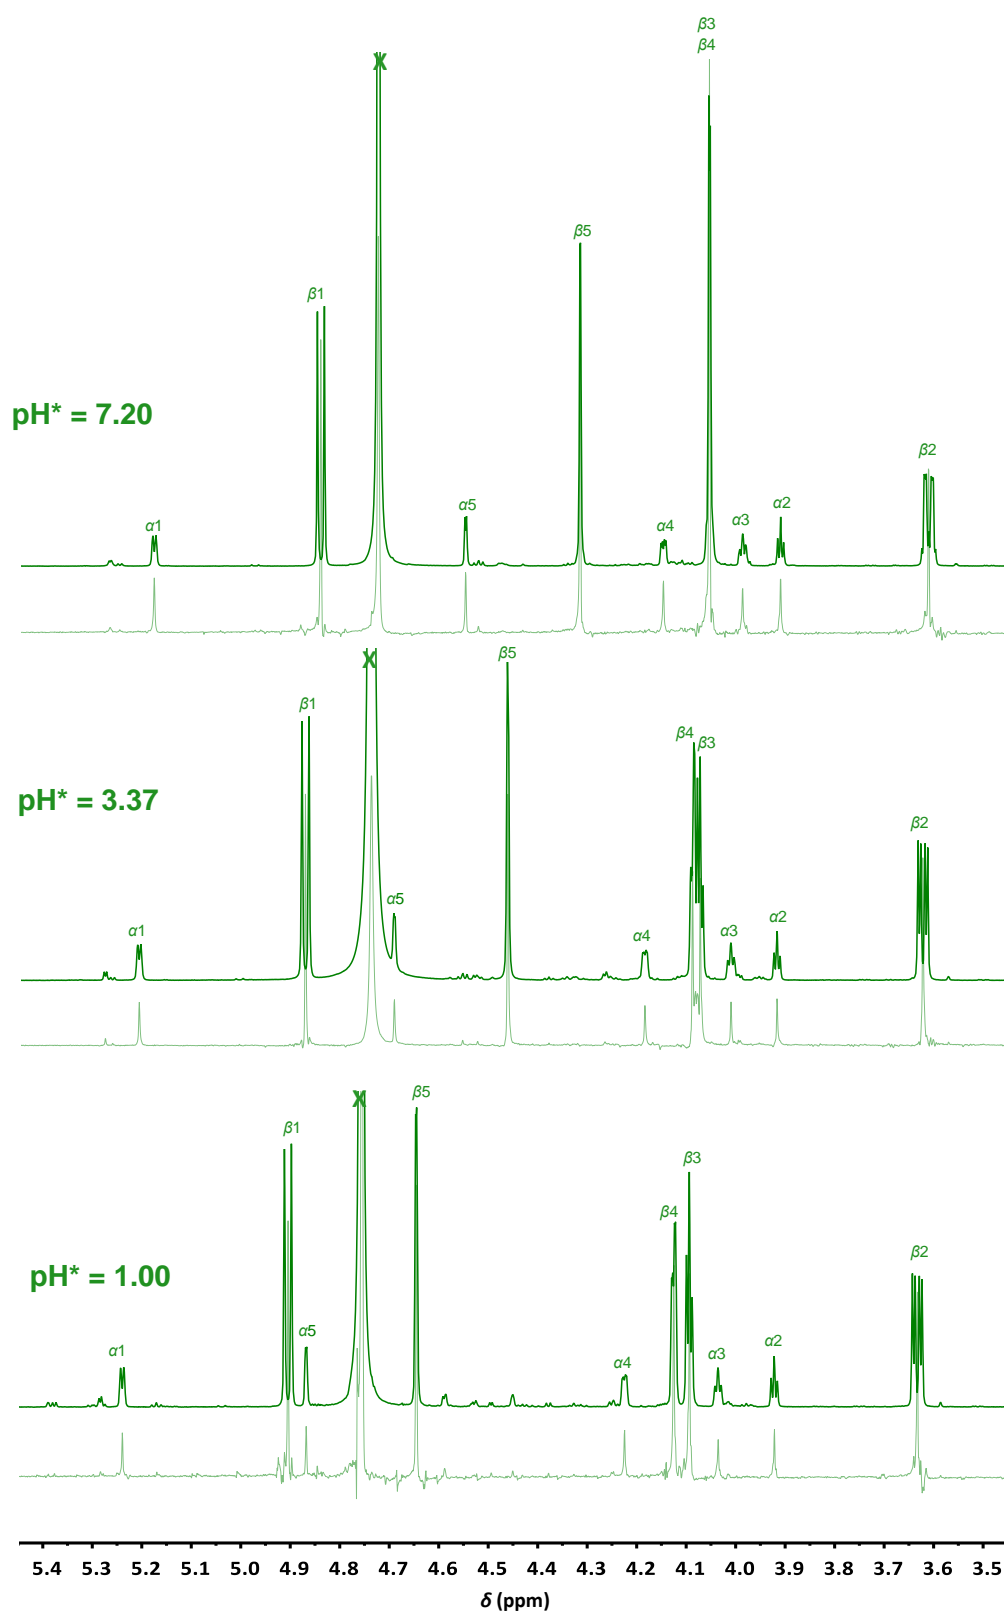 β3
β4
X
β5
β1
pH* = 7.20
β2
α1
α5
α4
α3
α2
X
β5
β1
β4
β3
pH* = 3.37
β2
α5
α1
α4
α3
α2
X
β5
β1
β3
β4
pH* = 1.00
β2
α5
α1
α4
α3
α2
5.4 5.3 5.2 5.1 5.0 4.9 4.8 4.7 4.6 4.5 4.4 4.3 4.2 4.1 4.0 3.9 3.8 3.7 3.6 3.5
δ (ppm)